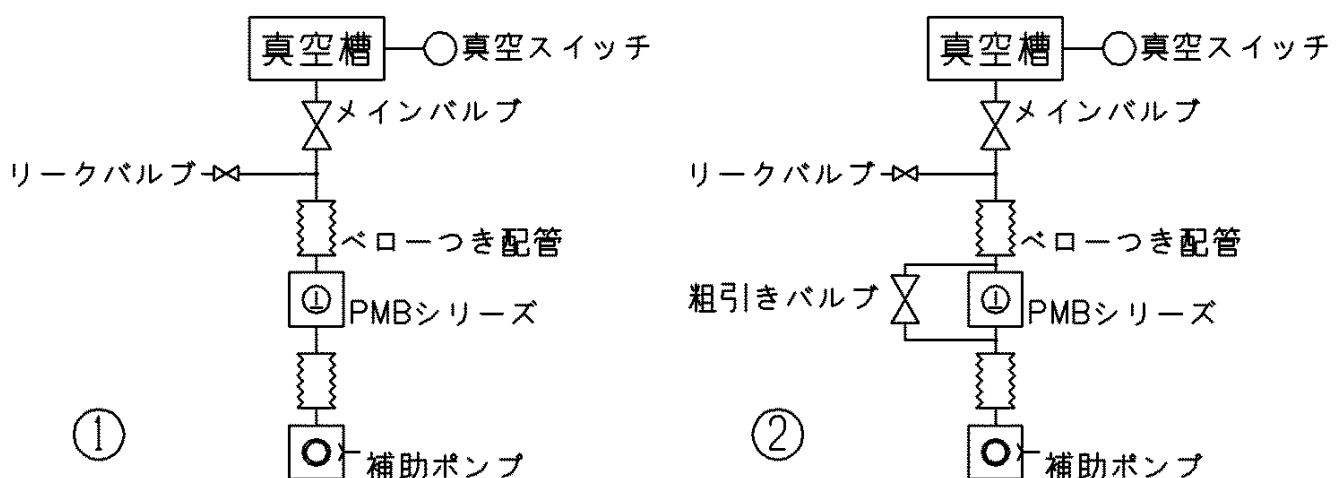 真空槽
真空スイッチ
メインバルブ
リークバルブ
ベローつき配管
PMBシリーズ
補助ポンプ
①
真空槽
真空スイッチ
メインバルブ
リークバルブ
ベローつき配管
粗引きバルブ
PMBシリーズ
補助ポンプ
②